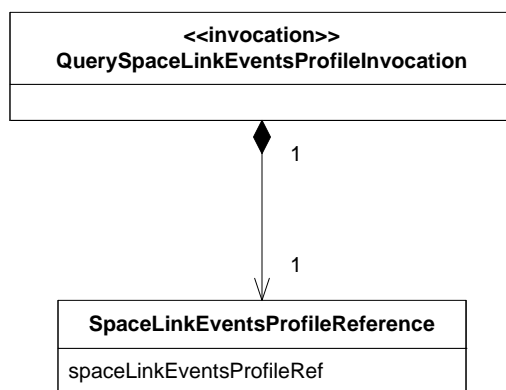 <<invocation>>
QuerySpaceLinkEventsProfileInvocation
1
1
SpaceLinkEventsProfileReference
spaceLinkEventsProfileRef